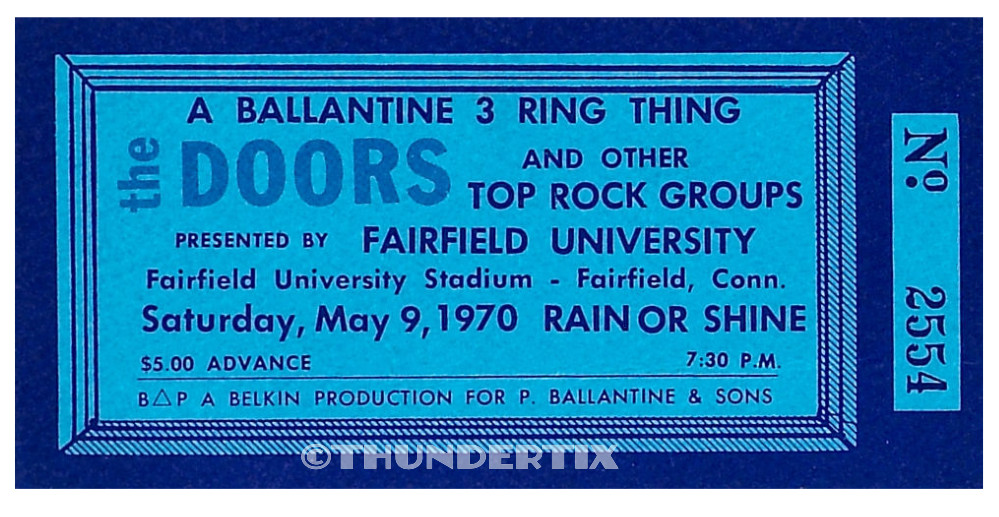 A BALLANTINE 3 RING THING
the DOORS AND OTHER
TOP ROCK GROUPS
PRESENTED BY FAIRFIELD UNIVERSITY
Fairfield University Stadium - Fairfield, Conn.
Saturday, May 9, 1970 RAIN OR SHINE
$5.00 ADVANCE 7:30 P.M.
B△P A BELKIN PRODUCTION FOR P. BALLANTINE & SONS
Nº 2554
©THUNDERTIX